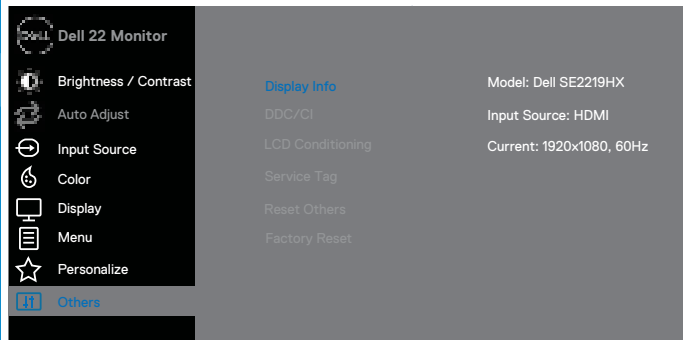 DELL
Dell 22 Monitor
Brightness / Contrast
Auto Adjust
Input Source
Color
Display
Menu
Personalize
Others
Display Info
DDC/CI
LCD Conditioning
Service Tag
Reset Others
Factory Reset
Model: Dell SE2219HX
Input Source: HDMI
Current: 1920x1080, 60Hz